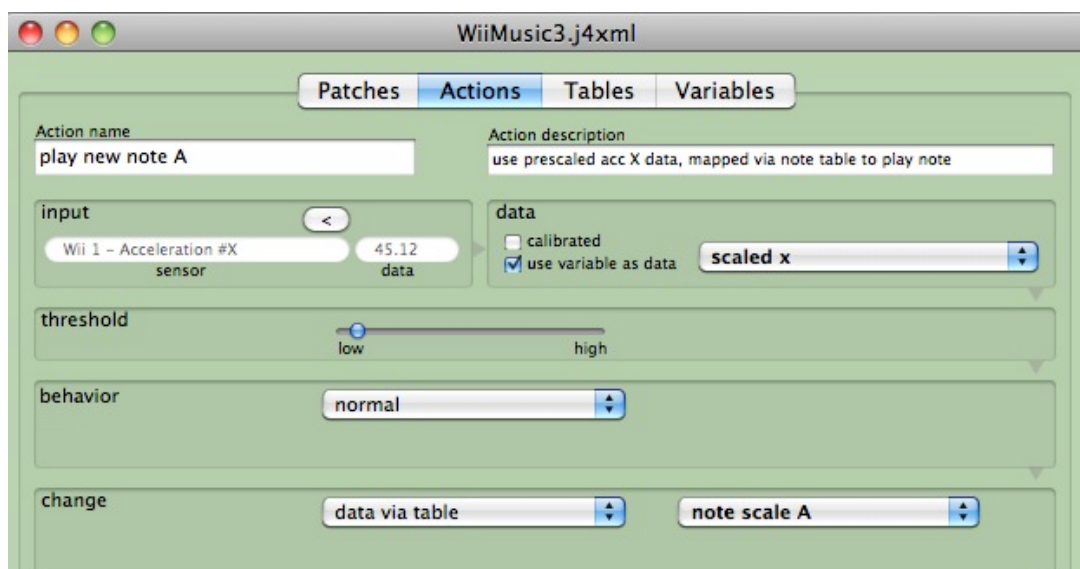 WiiMusic3.j4xml
Patches Actions Tables Variables
Action name
play new note A
Action description
use prescaled acc X data, mapped via note table to play note
input
<
Wii 1 - Acceleration #X
sensor
45.12
data
data
calibrated
use variable as data
scaled x
threshold
low high
behavior
normal
change
data via table
note scale A